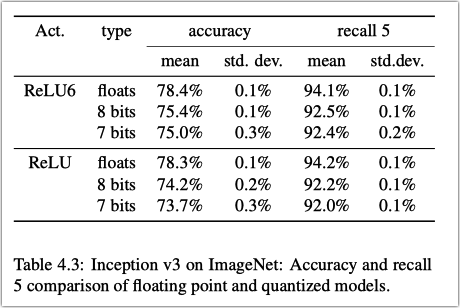 Act. type accuracy recall 5
mean std. dev. mean std.dev.
ReLU6 floats 78.4% 0.1% 94.1% 0.1%
8 bits 75.4% 0.1% 92.5% 0.1%
7 bits 75.0% 0.3% 92.4% 0.2%
ReLU floats 78.3% 0.1% 94.2% 0.1%
8 bits 74.2% 0.2% 92.2% 0.1%
7 bits 73.7% 0.3% 92.0% 0.1%
Table 4.3: Inception v3 on ImageNet: Accuracy and recall
5 comparison of floating point and quantized models.